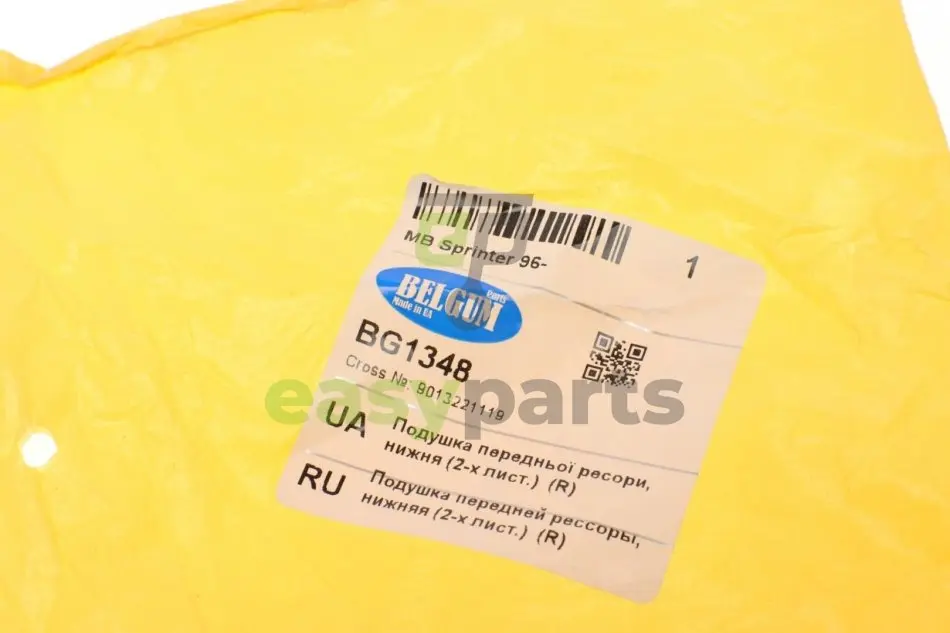 MB Sprinter 96-
1
BELGUM
Parts
Made in UA
BG1348
Cross №: 9013221119
easyparts
UA Подушка передньої ресори,
нижня (2-х лист.) (R)
RU Подушка передней рессоры,
нижняя (2-х лист.) (R)